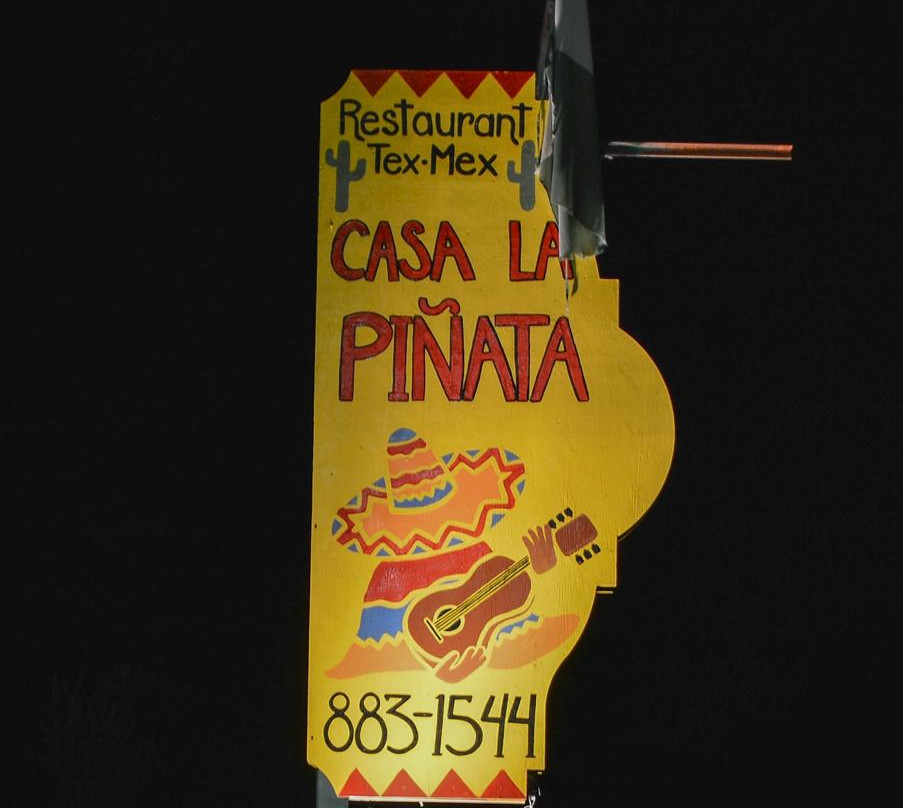 Restaurant
Tex-Mex
CASA LA
PIÑATA
883-1544